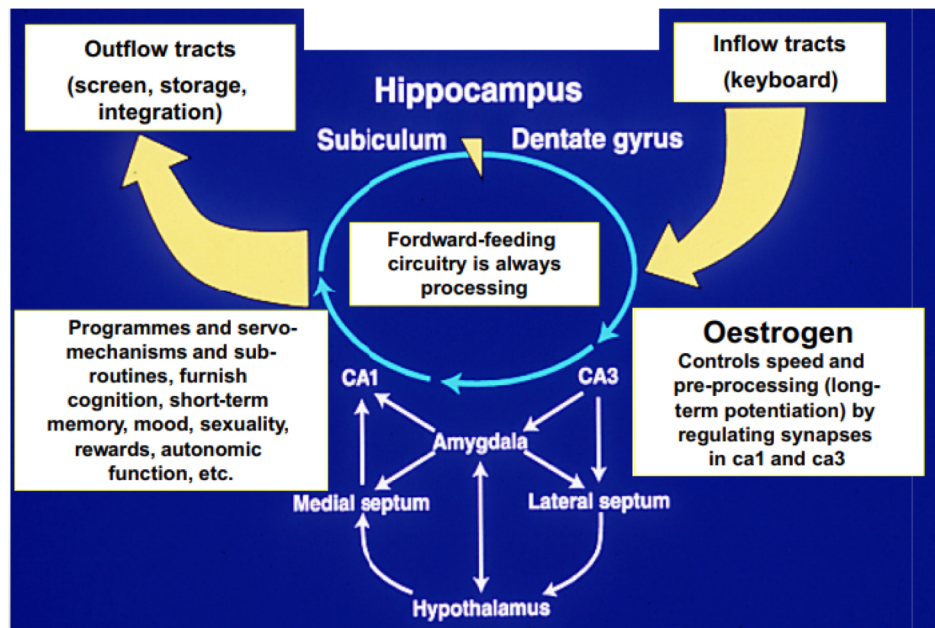 Outflow tracts
(screen, storage,
integration)
Inflow tracts
(keyboard)
Hippocampus
Subiculum
Dentate gyrus
Fordward-feeding
circuitry is always
processing
Programmes and servo-
mechanisms and sub-
routines, furnish
cognition, short-term
memory, mood, sexuality,
rewards, autonomic
function, etc.
Oestrogen
Controls speed and
pre-processing (long-
term potentiation) by
regulating synapses
in ca1 and ca3
CA1
CA3
Amygdala
Medial septum
Lateral septum
Hypothalamus